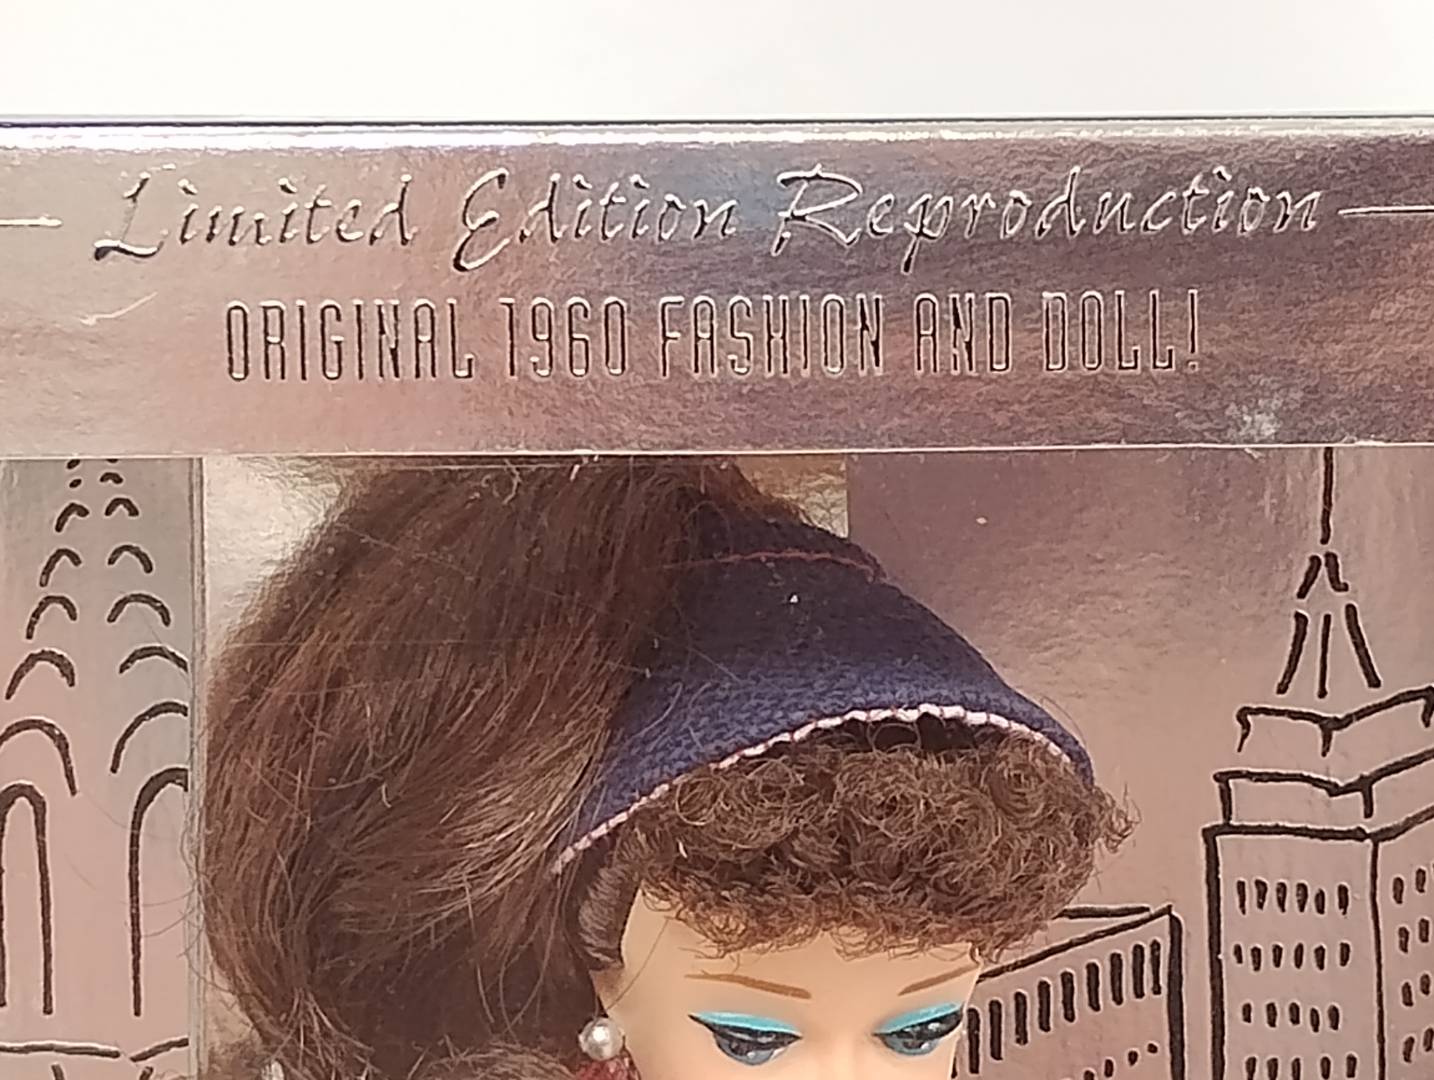 Limited Edition Reproduction
ORIGINAL 1960 FASHION AND DOLL!